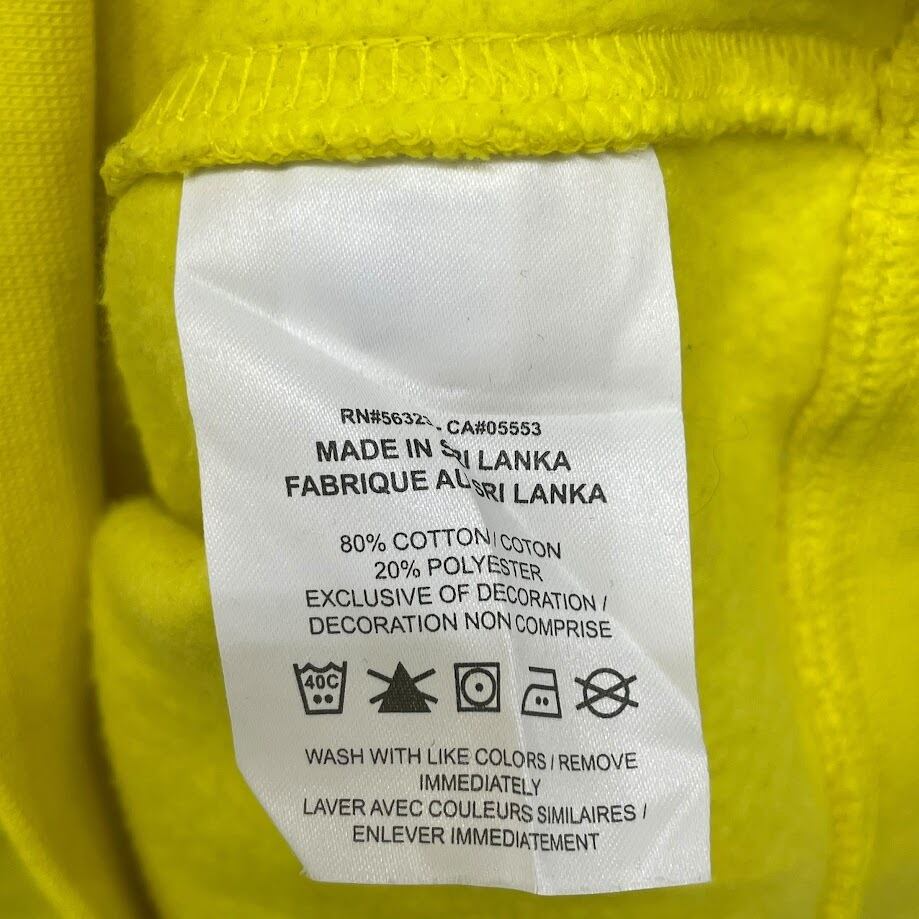 CA#05553
MADE IN SRI LANKA
FABRIQUE AU SRI LANKA
80% COTTON / COTON
20% POLYESTER
EXCLUSIVE OF DECORATION /
DECORATION NON COMPRISE
40C
WASH WITH LIKE COLORS / REMOVE
IMMEDIATELY
LAVER AVEC COULEURS SIMILAIRES /
ENLEVER IMMEDIATEMENT